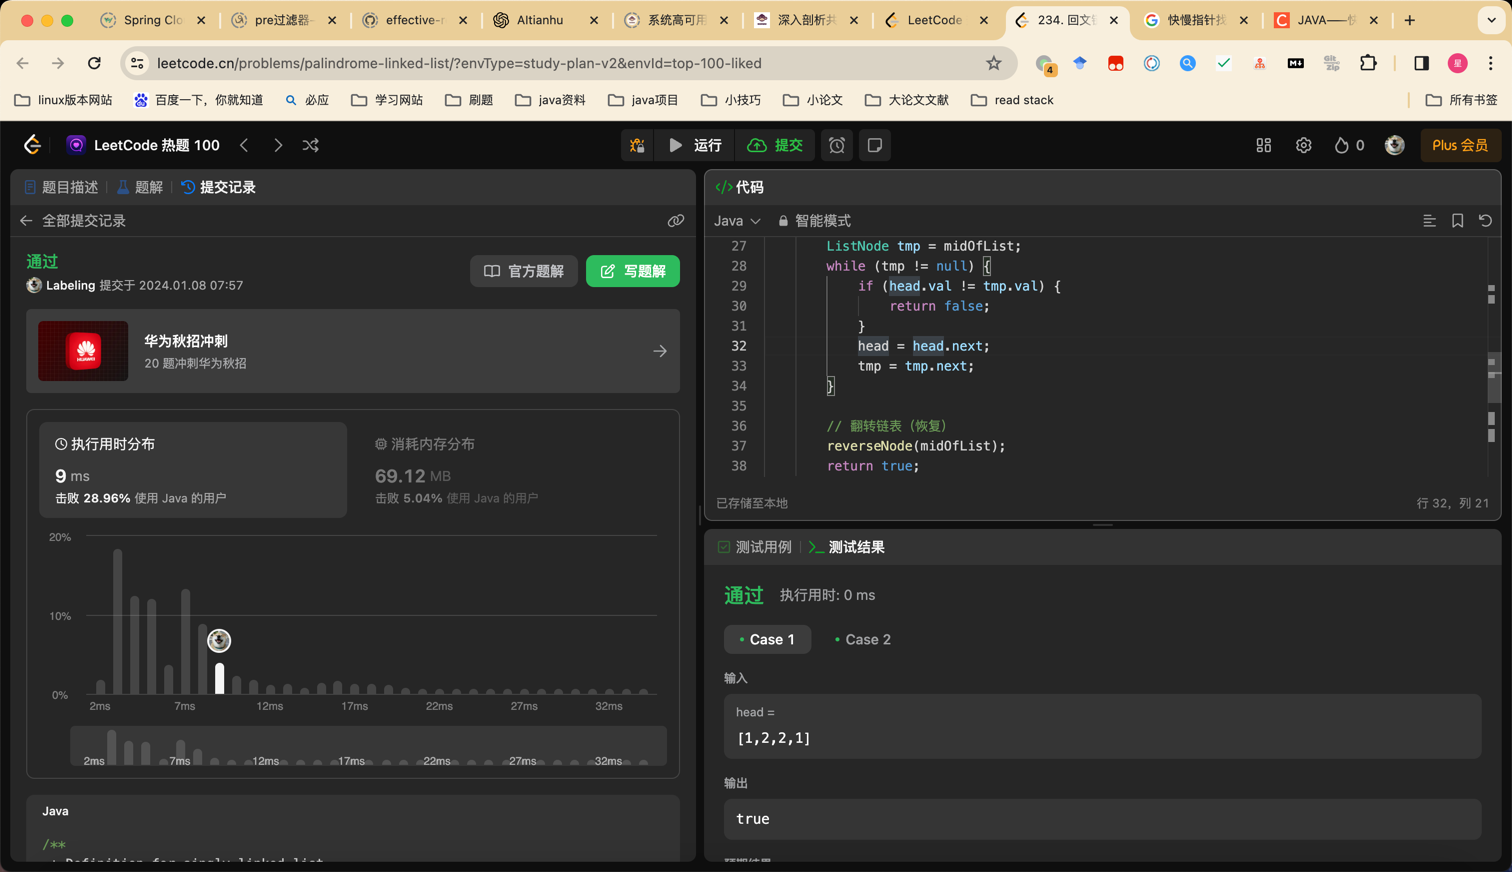 Spring Clo
pre过滤器-
effective-r
AItianhu
系统高可用
深入剖析共
LeetCode
234. 回文链
快慢指针找
JAVA——快
leetcode.cn/problems/palindrome-linked-list/?envType=study-plan-v2&envId=top-100-liked
4
星
linux版本网站
百度一下，你就知道
必应
学习网站
刷题
java资料
java项目
小技巧
小论文
大论文文献
read stack
所有书签
LeetCode 热题 100
运行
提交
0
Plus 会员
题目描述
题解
提交记录
</> 代码
全部提交记录
Java
智能模式
通过
Labeling 提交于 2024.01.08 07:57
官方题解
写题解
HUAWEI
华为秋招冲刺
20 题冲刺华为秋招
执行用时分布
9 ms
击败 28.96% 使用 Java 的用户
消耗内存分布
69.12 MB
击败 5.04% 使用 Java 的用户
20%
10%
0%
2ms 7ms 12ms 17ms 22ms 27ms 32ms
2ms 7ms 12ms 17ms 22ms 27ms 32ms
Java
/**
27 ListNode tmp = midOfList;
28 while (tmp != null) {
29 if (head.val != tmp.val) {
30 return false;
31 }
32 head = head.next;
33 tmp = tmp.next;
34 }
35
36 // 翻转链表（恢复）
37 reverseNode(midOfList);
38 return true;
已存储至本地
行 32，列 21
测试用例
测试结果
通过 执行用时: 0 ms
Case 1
Case 2
输入
head =
[1,2,2,1]
输出
true